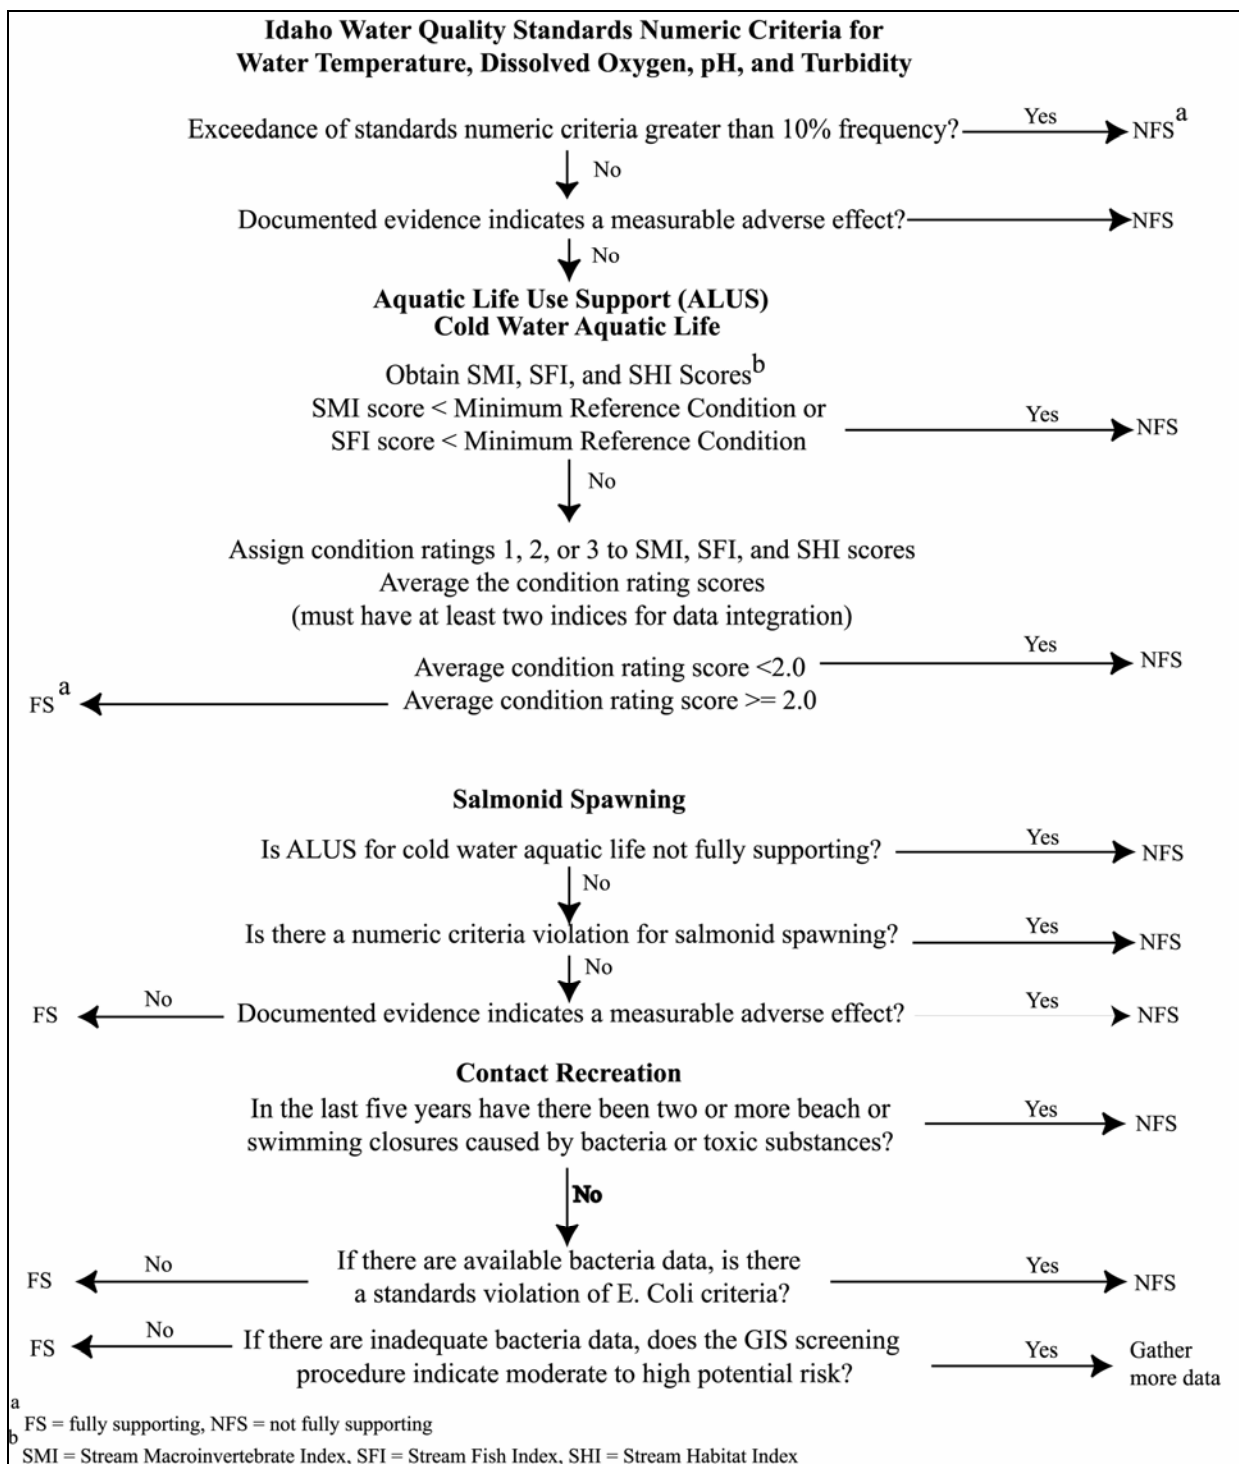 Idaho Water Quality Standards Numeric Criteria for
Water Temperature, Dissolved Oxygen, pH, and Turbidity
Exceedance of standards numeric criteria greater than 10% frequency?
Yes
NFS a
No
Documented evidence indicates a measurable adverse effect?
NFS
No
Aquatic Life Use Support (ALUS)
Cold Water Aquatic Life
Obtain SMI, SFI, and SHI Scores b
SMI score < Minimum Reference Condition or
SFI score < Minimum Reference Condition
Yes
NFS
No
Assign condition ratings 1, 2, or 3 to SMI, SFI, and SHI scores
Average the condition rating scores
(must have at least two indices for data integration)
Average condition rating score <2.0
Yes
NFS
FS a
Average condition rating score >= 2.0
Salmonid Spawning
Is ALUS for cold water aquatic life not fully supporting?
Yes
NFS
No
Is there a numeric criteria violation for salmonid spawning?
Yes
NFS
No
FS
No
Documented evidence indicates a measurable adverse effect?
Yes
NFS
Contact Recreation
In the last five years have there been two or more beach or
swimming closures caused by bacteria or toxic substances?
Yes
NFS
No
FS
No
If there are available bacteria data, is there
a standards violation of E. Coli criteria?
Yes
NFS
FS
No
If there are inadequate bacteria data, does the GIS screening
procedure indicate moderate to high potential risk?
Yes
Gather
more data
a
FS = fully supporting, NFS = not fully supporting
b
SMI = Stream Macroinvertebrate Index, SFI = Stream Fish Index, SHI = Stream Habitat Index